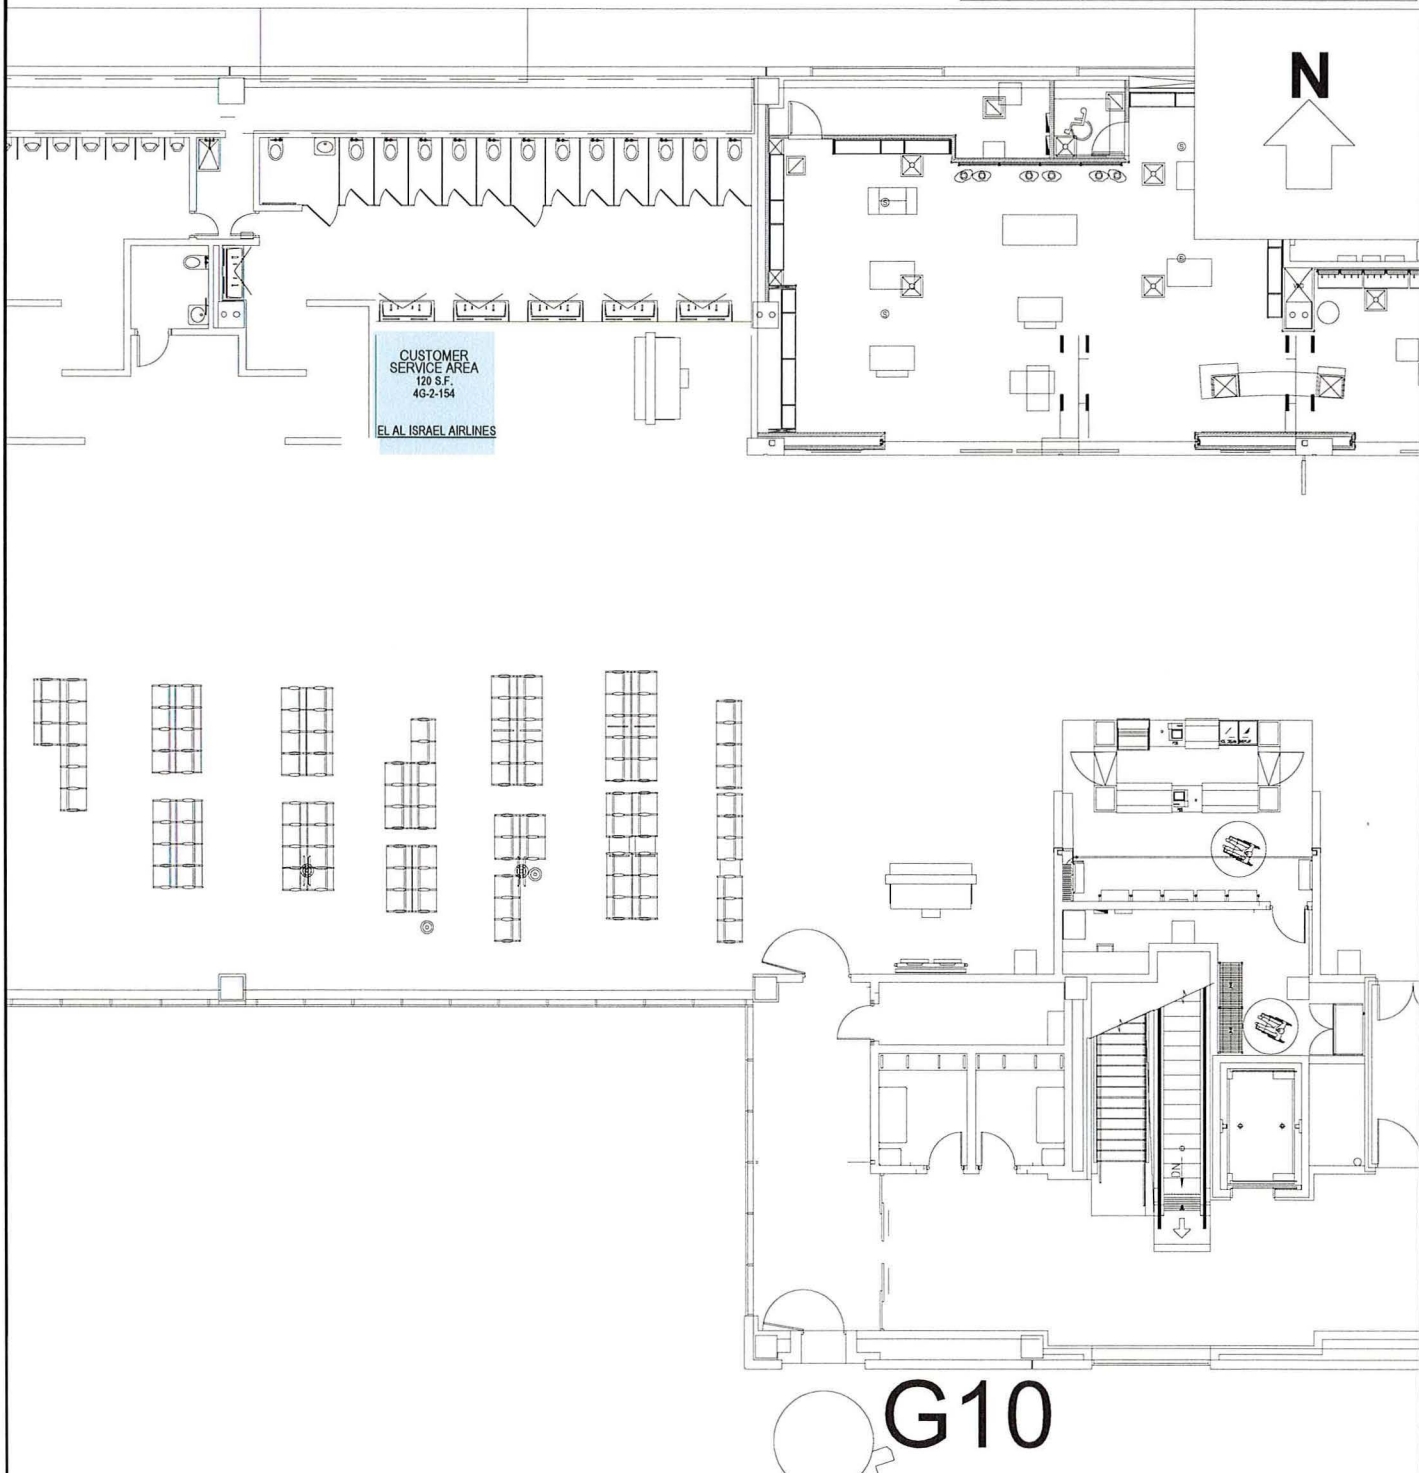 N
CUSTOMER
SERVICE AREA
120 S.F.
4G-2-154
EL AL ISRAEL AIRLINES
DN
G10